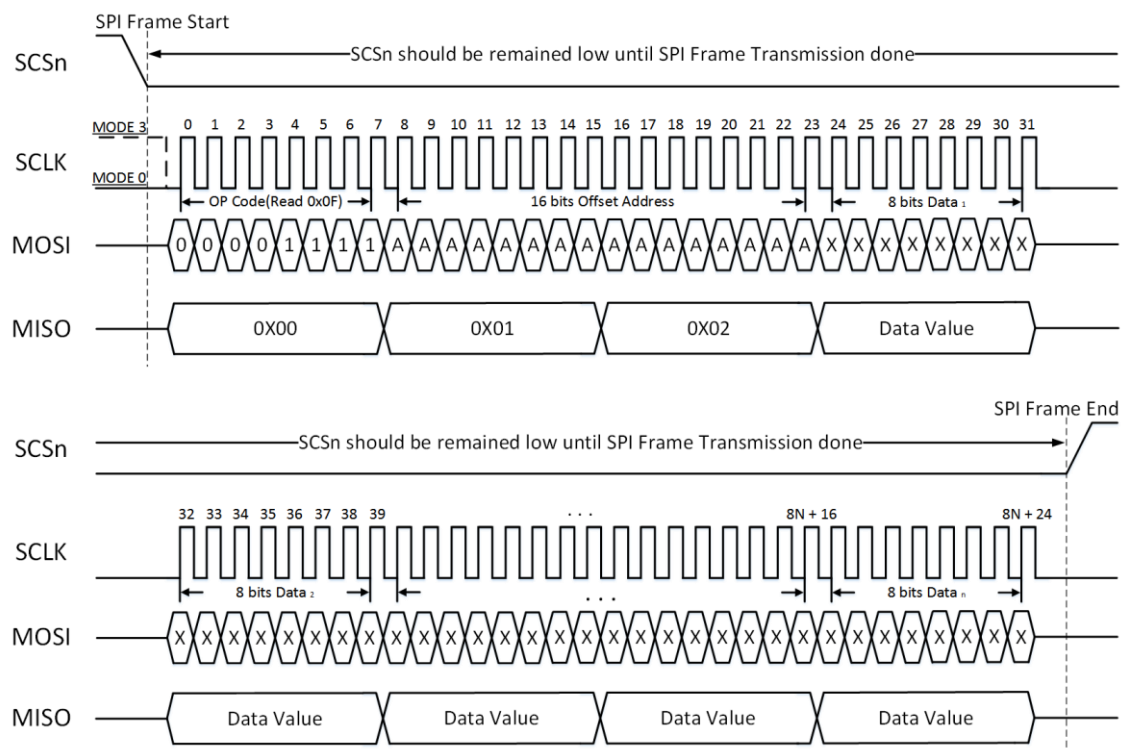 SPI Frame Start
SCSn
SCSn should be remained low until SPI Frame Transmission done
MODE 3
0 1 2 3 4 5 6 7 8 9 10 11 12 13 14 15 16 17 18 19 20 21 22 23 24 25 26 27 28 29 30 31
SCLK
MODE 0
OP Code(Read 0x0F) 16 bits Offset Address 8 bits Data 1
MOSI 0 0 0 0 1 1 1 1 A A A A A A A A A A A A A A A A X X X X X X X X
MISO 0X00 0X01 0X02 Data Value
SPI Frame End
SCSn SCSn should be remained low until SPI Frame Transmission done
32 33 34 35 36 37 38 39 . . . 8N + 16 8N + 24
SCLK
8 bits Data 2 . . . 8 bits Data n
MOSI X X X X X X X X X X X X X X X X X X X X X X X X X X X X X X X X
MISO Data Value Data Value Data Value Data Value